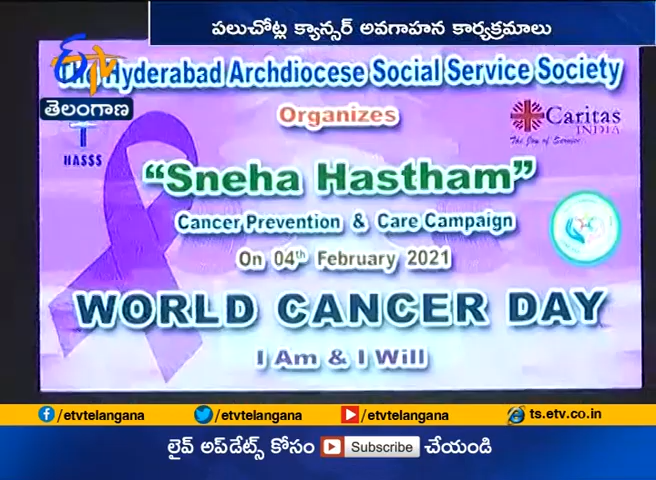 పలుచోట్ల క్యాన్సర్ అవగాహన కార్యక్రమాలు
etv
తెలంగాణ
The Hyderabad Archdiocese Social Service Society
Organizes
HASSS
Caritas
INDIA
The Joy of Service
“Sneha Hastham”
Cancer Prevention & Care Campaign
On 04th February 2021
WORLD CANCER DAY
I Am & I Will
/etvtelangana /etvtelangana /etvtelangana ts.etv.co.in
లైవ్ అప్‌డేట్స్ కోసం Subscribe చేయండి